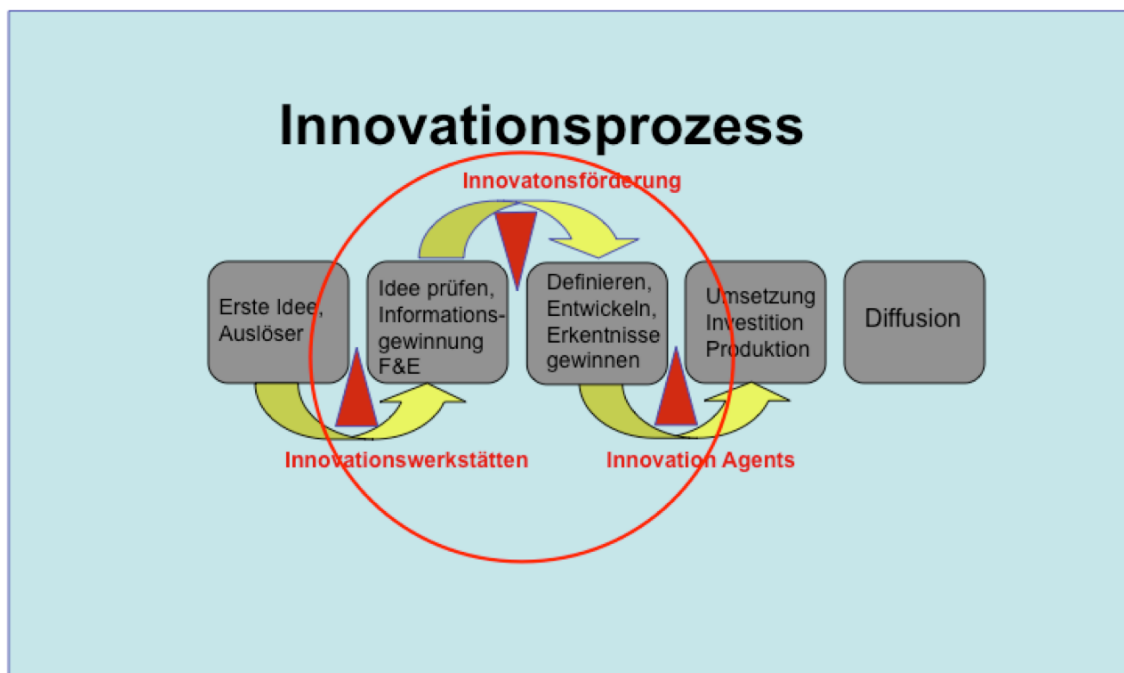 Innovationsprozess
Innovatonsförderung
Erste Idee,
Auslöser
Idee prüfen,
Informations-
gewinnung
F&E
Definieren,
Entwickeln,
Erkentnisse
gewinnen
Umsetzung
Investition
Produktion
Diffusion
Innovationswerkstätten
Innovation Agents